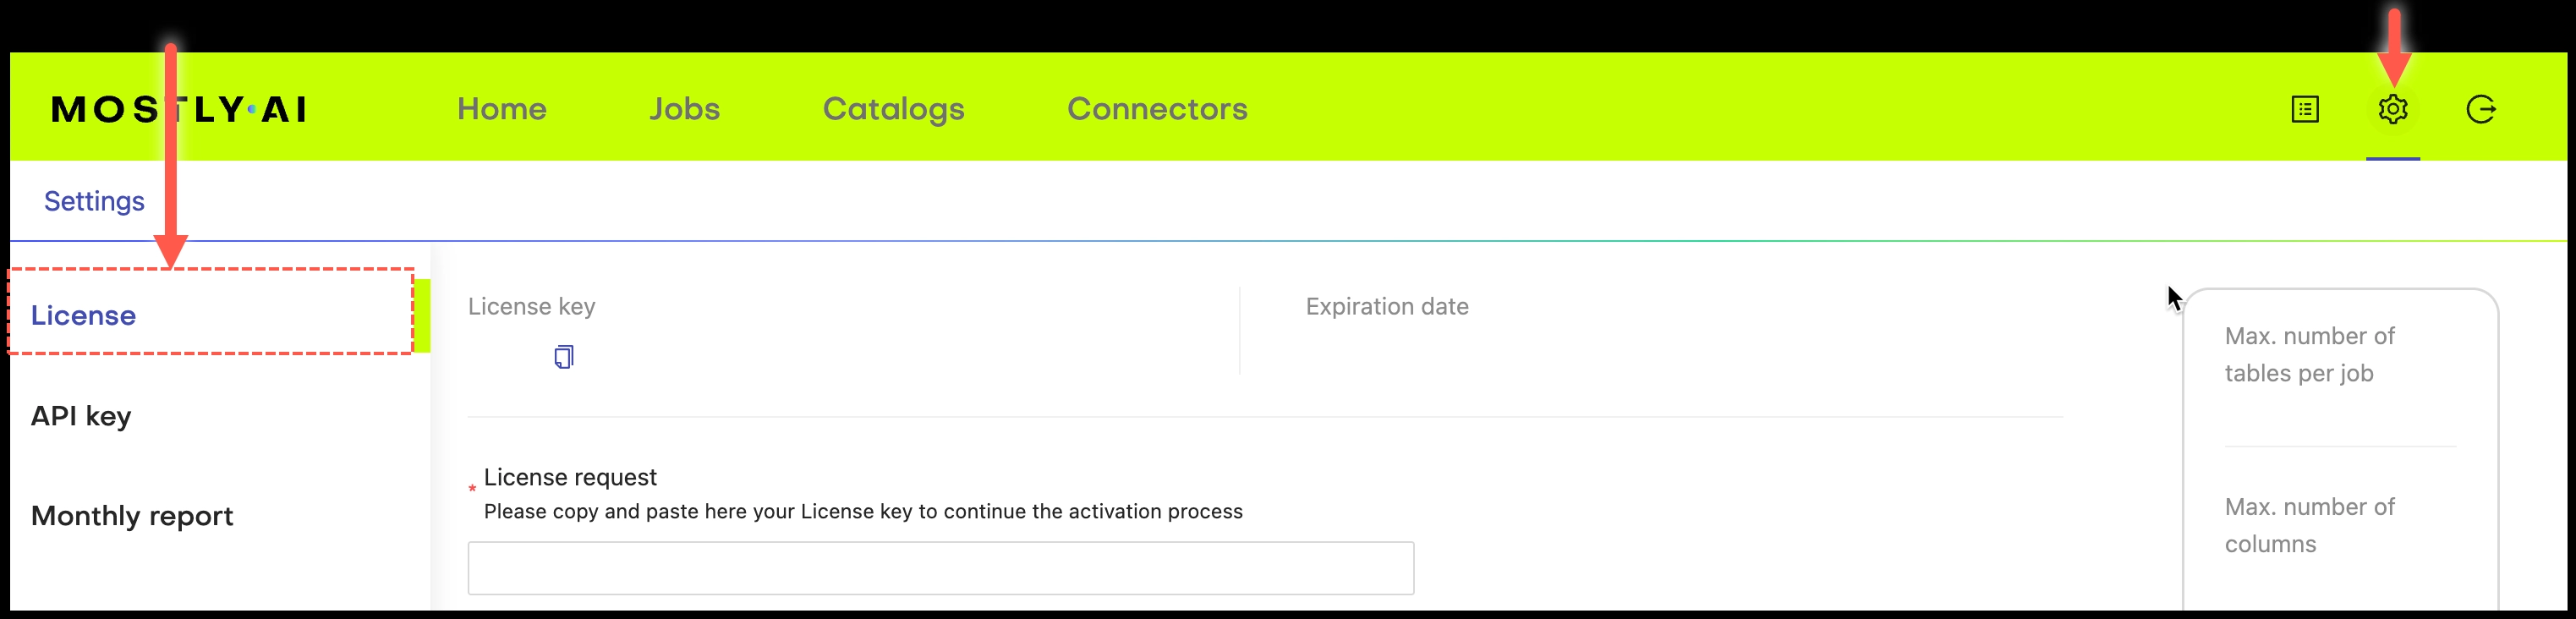 MOSTLY·AI Home Jobs Catalogs Connectors
Settings
License
API key
Monthly report
License key
Expiration date
License request
Please copy and paste here your License key to continue the activation process
Max. number of
tables per job
Max. number of
columns